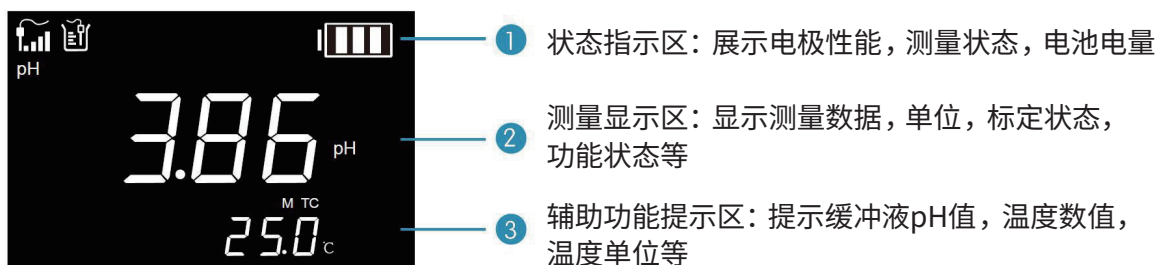 pH
3.86 pH
M TC
25.0 °C
1 状态指示区：展示电极性能，测量状态，电池电量
2 测量显示区：显示测量数据，单位，标定状态，
功能状态等
3 辅助功能提示区：提示缓冲液pH值，温度数值，
温度单位等